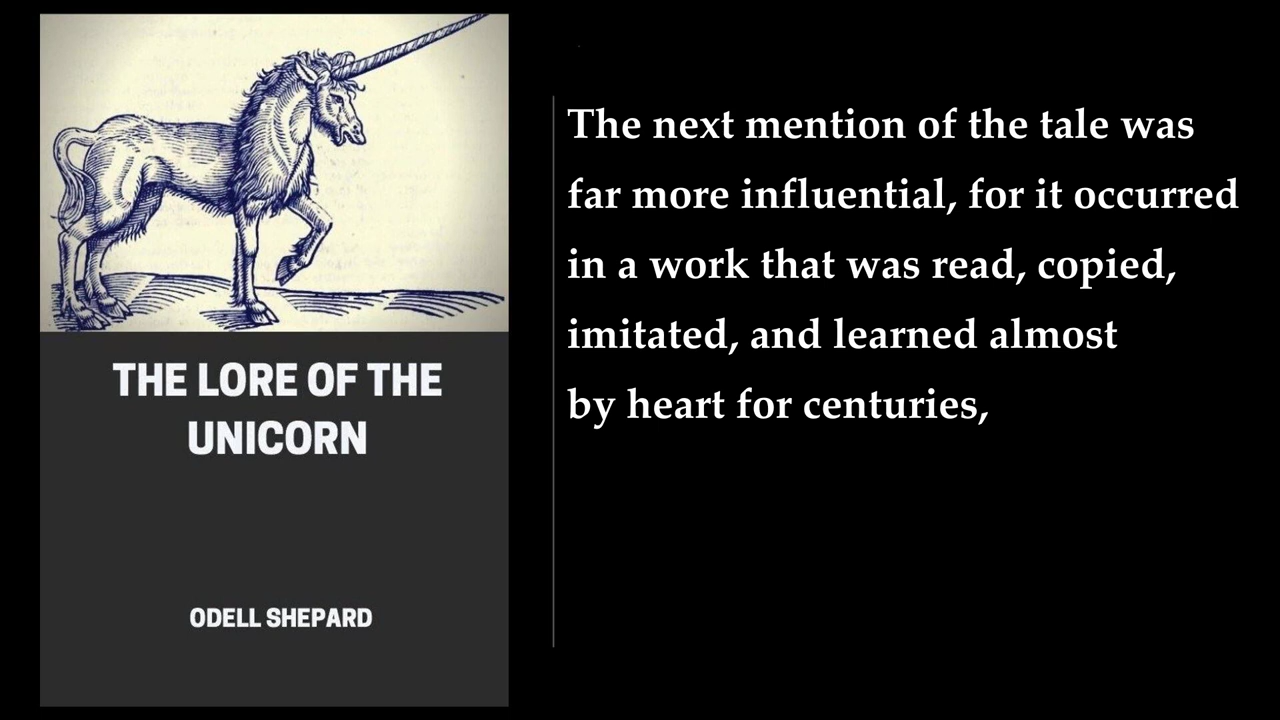 THE LORE OF THE
UNICORN
ODELL SHEPARD
The next mention of the tale was
far more influential, for it occurred
in a work that was read, copied,
imitated, and learned almost
by heart for centuries,